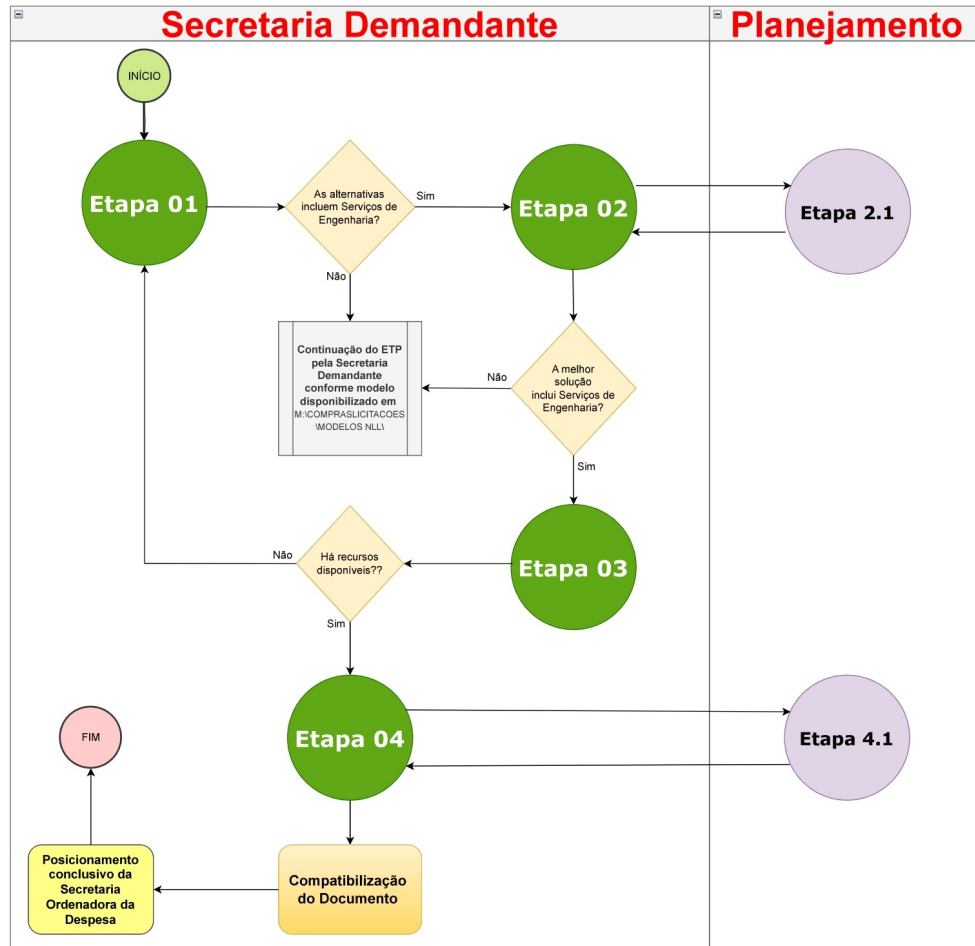 Secretaria Demandante
Planejamento
INÍCIO
Etapa 01
As alternativas
incluem Serviços de
Engenharia?
Sim
Etapa 02
Etapa 2.1
Não
Continuação do ETP
pela Secretaria
Demandante
conforme modelo
disponibilizado em
M:\COMPRASLICITACOES
\MODELOS NLL\
Não
A melhor
solução
inclui Serviços de
Engenharia?
Sim
Etapa 03
Há recursos
disponíveis??
Não
Sim
Etapa 04
Etapa 4.1
FIM
Compatibilização
do Documento
Posicionamento
conclusivo da
Secretaria
Ordenadora da
Despesa